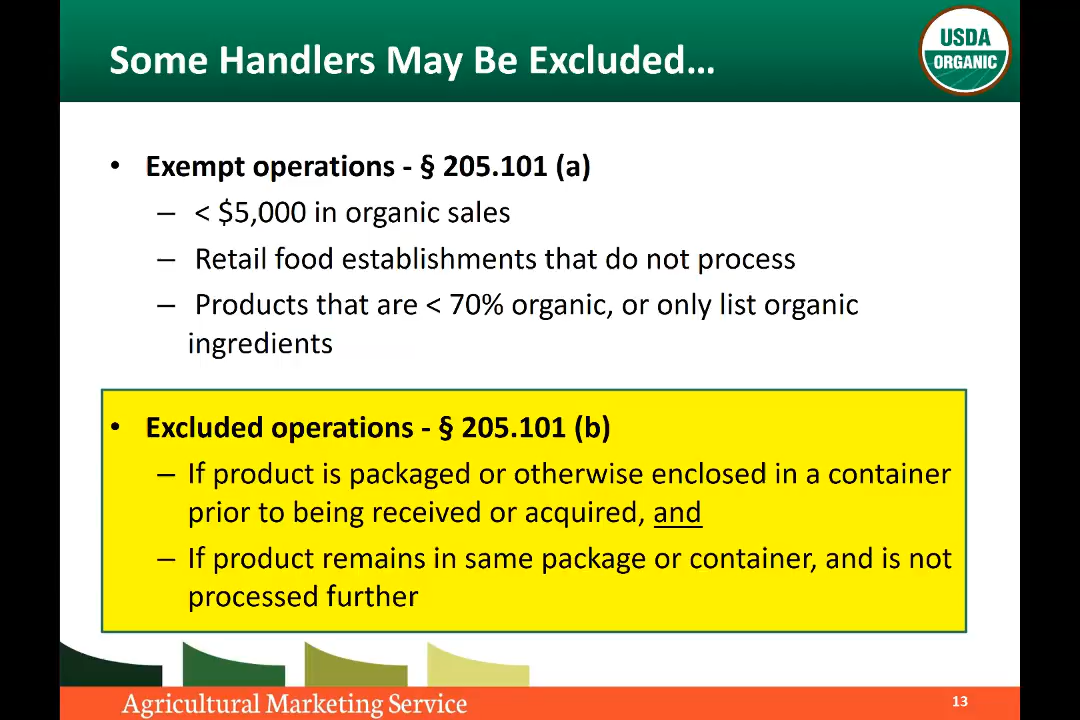 Some Handlers May Be Excluded…
USDA
ORGANIC
• Exempt operations - § 205.101 (a)
– < $5,000 in organic sales
– Retail food establishments that do not process
– Products that are < 70% organic, or only list organic
ingredients
• Excluded operations - § 205.101 (b)
– If product is packaged or otherwise enclosed in a container
prior to being received or acquired, and
– If product remains in same package or container, and is not
processed further
Agricultural Marketing Service
13